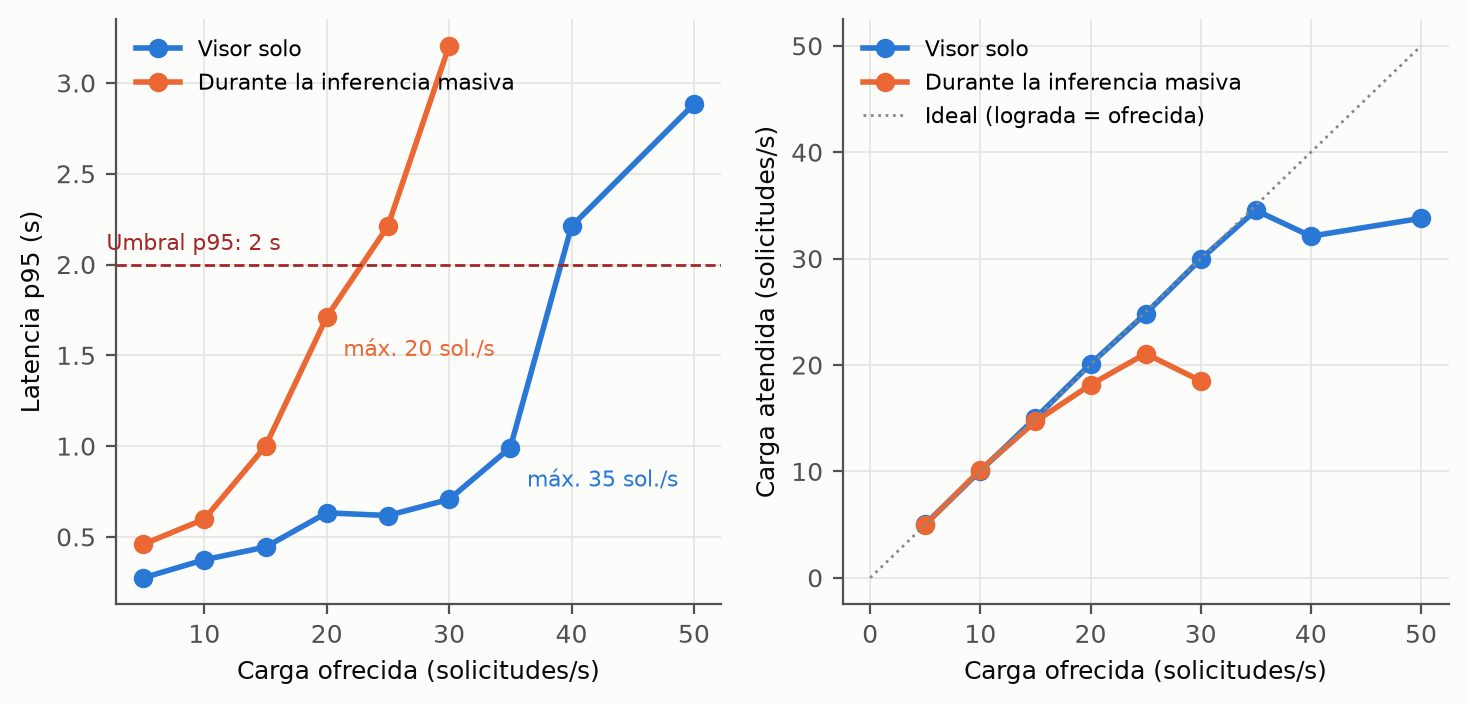 Visor solo
Durante la inferencia masiva
Umbral p95: 2 s
máx. 20 sol./s
máx. 35 sol./s
Latencia p95 (s)
3.0
2.5
2.0
1.5
1.0
0.5
10 20 30 40 50
Carga ofrecida (solicitudes/s)
Visor solo
Durante la inferencia masiva
Ideal (lograda = ofrecida)
Carga atendida (solicitudes/s)
50
40
30
20
10
0
0 10 20 30 40 50
Carga ofrecida (solicitudes/s)